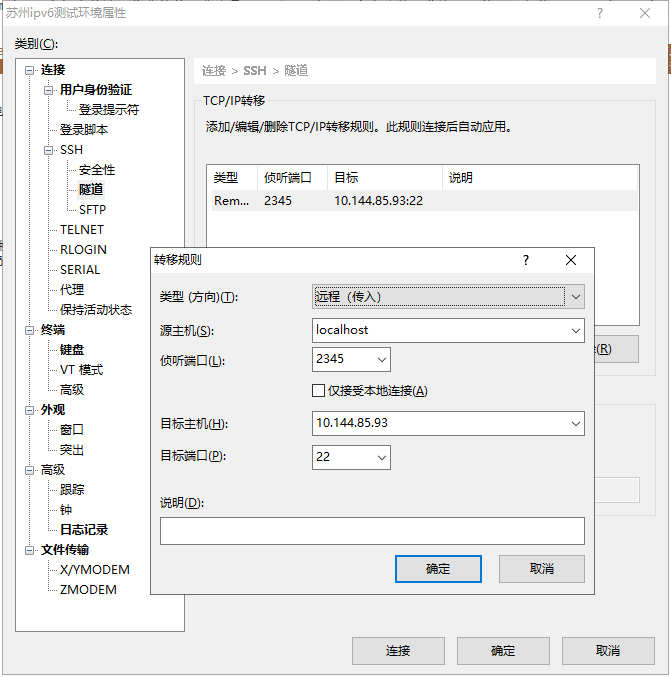 苏州ipv6测试环境属性
类别(C):
连接
用户身份验证
登录提示符
登录脚本
SSH
安全性
隧道
SFTP
TELNET
RLOGIN
SERIAL
代理
保持活动状态
终端
键盘
VT 模式
高级
外观
窗口
突出
高级
跟踪
钟
日志记录
文件传输
X/YMODEM
ZMODEM
连接 > SSH > 隧道
TCP/IP转移
添加/编辑/删除TCP/IP转移规则。此规则连接后自动应用。
类型 侦听端口 目标 说明
Rem... 2345 10.144.85.93:22
(R)
转移规则
类型 (方向)(T): 远程（传入）
源主机(S): localhost
侦听端口(L): 2345
仅接受本地连接(A)
目标主机(H): 10.144.85.93
目标端口(P): 22
说明(D):
确定 取消
连接 确定 取消